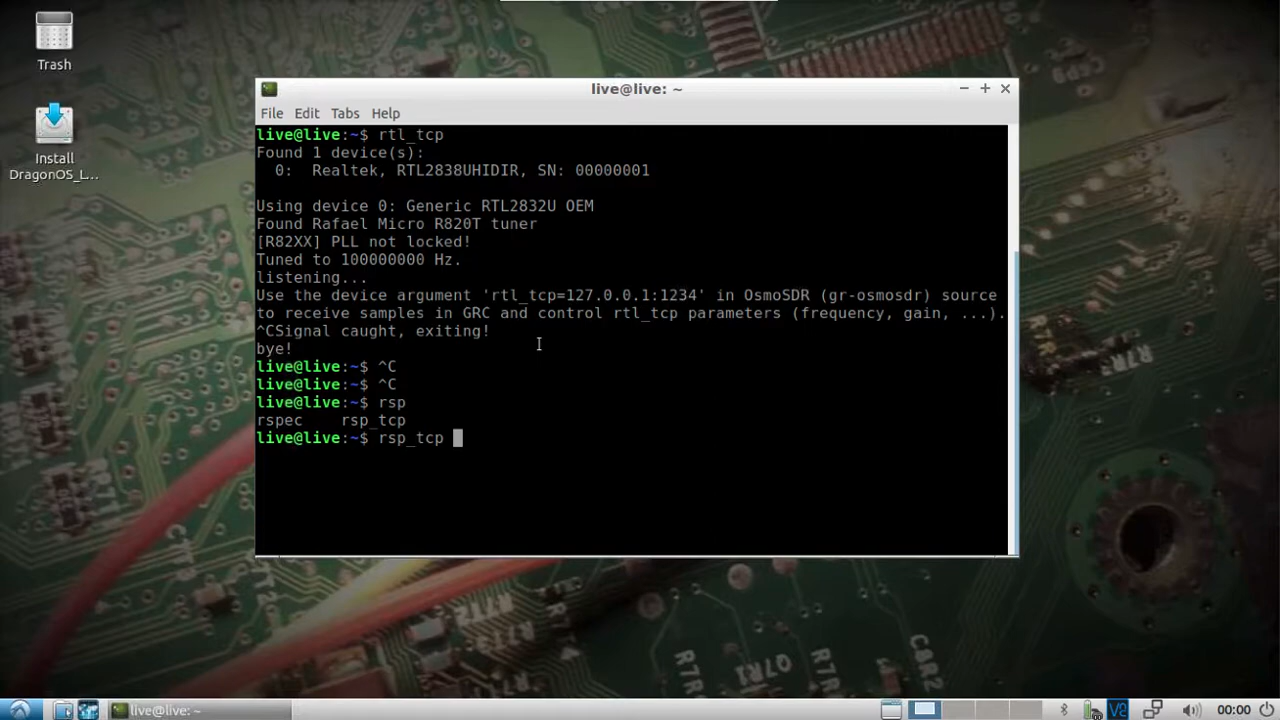 Trash
Install
DragonOS_L...
live@live: ~
File Edit Tabs Help
live@live:~$ rtl_tcp
Found 1 device(s):
  0:  Realtek, RTL2838UHIDIR, SN: 00000001
Using device 0: Generic RTL2832U OEM
Found Rafael Micro R820T tuner
[R82XX] PLL not locked!
Tuned to 100000000 Hz.
listening...
Use the device argument 'rtl_tcp=127.0.0.1:1234' in OsmoSDR (gr-osmosdr) source
to receive samples in GRC and control rtl_tcp parameters (frequency, gain, ...).
^CSignal caught, exiting!
bye!
live@live:~$ ^C
live@live:~$ ^C
live@live:~$ rsp
rspec    rsp_tcp
live@live:~$ rsp_tcp
live@live: ~
00:00